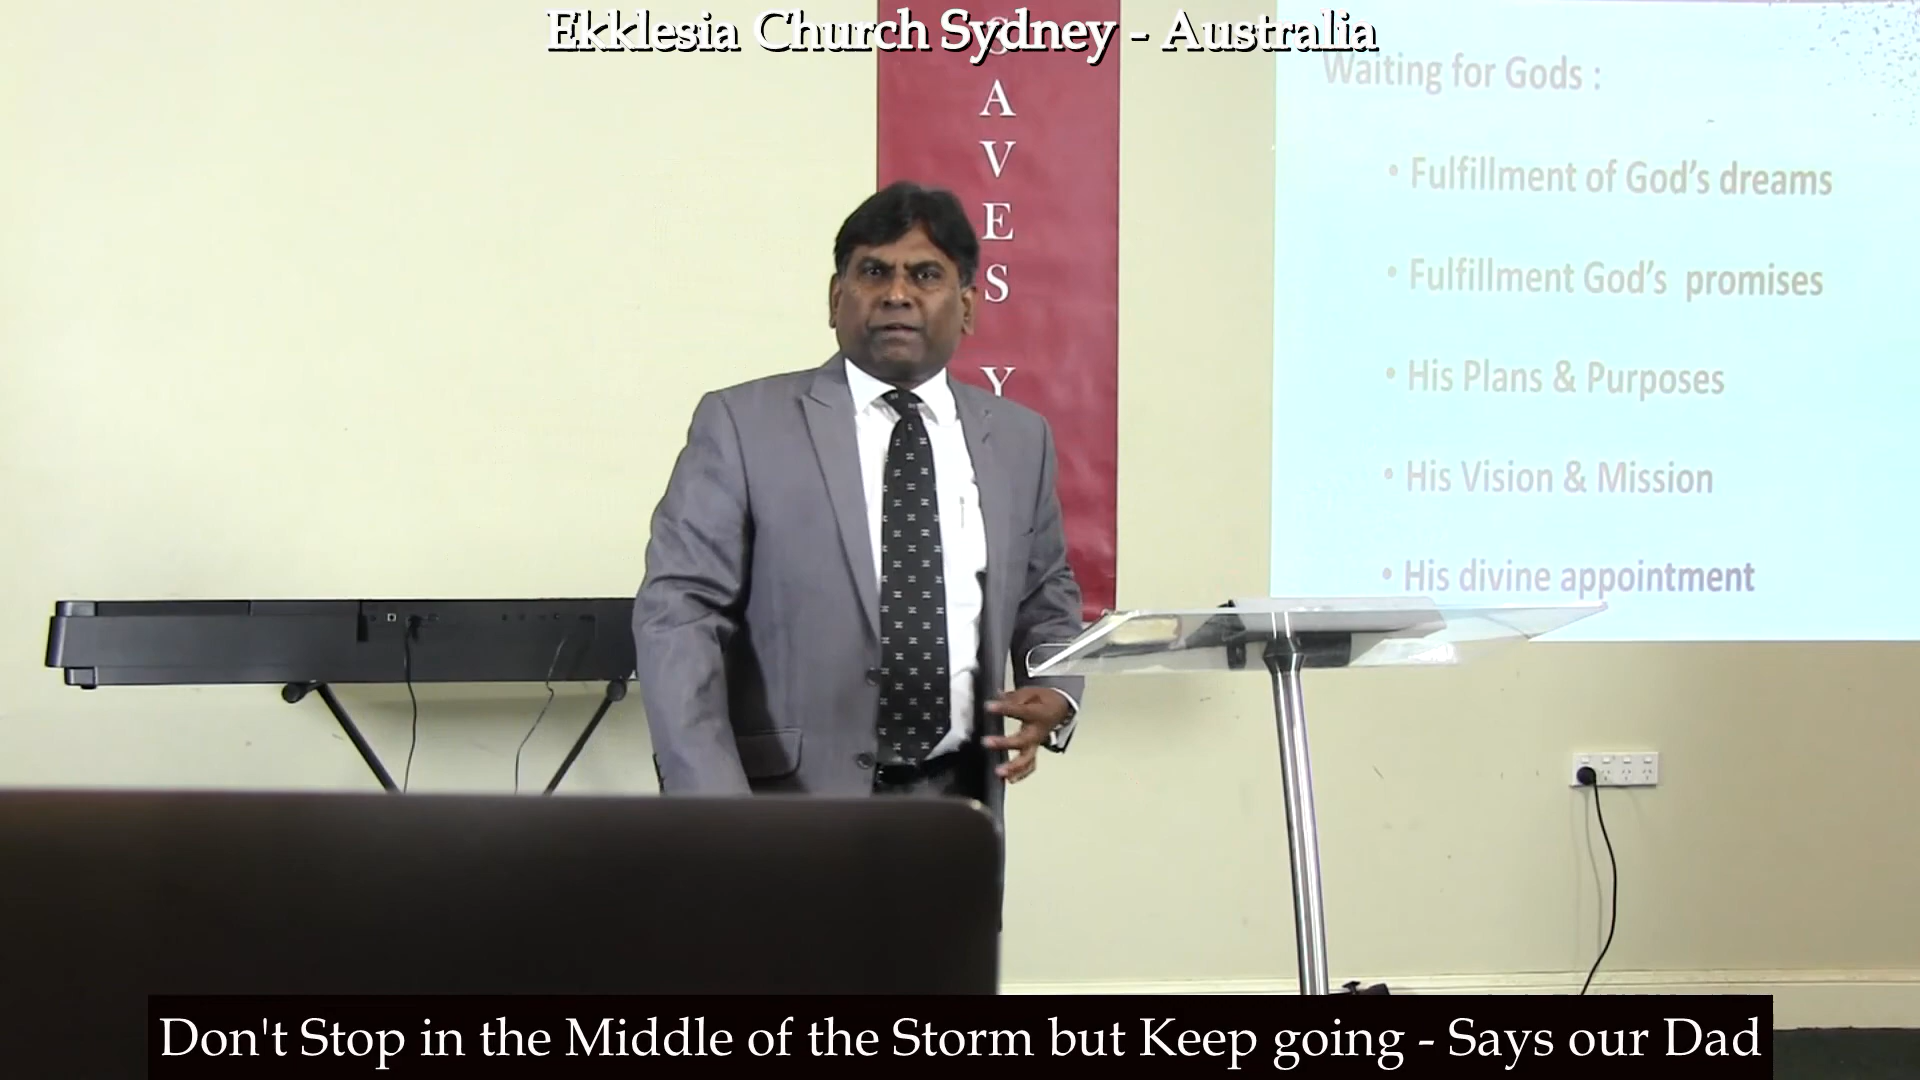 Ekklesia Church Sydney - Australia
S
A
V
E
S
Y
Waiting for Gods :
• Fulfillment of God's dreams
• Fulfillment God's promises
• His Plans & Purposes
• His Vision & Mission
• His divine appointment
Don't Stop in the Middle of the Storm but Keep going - Says our Dad